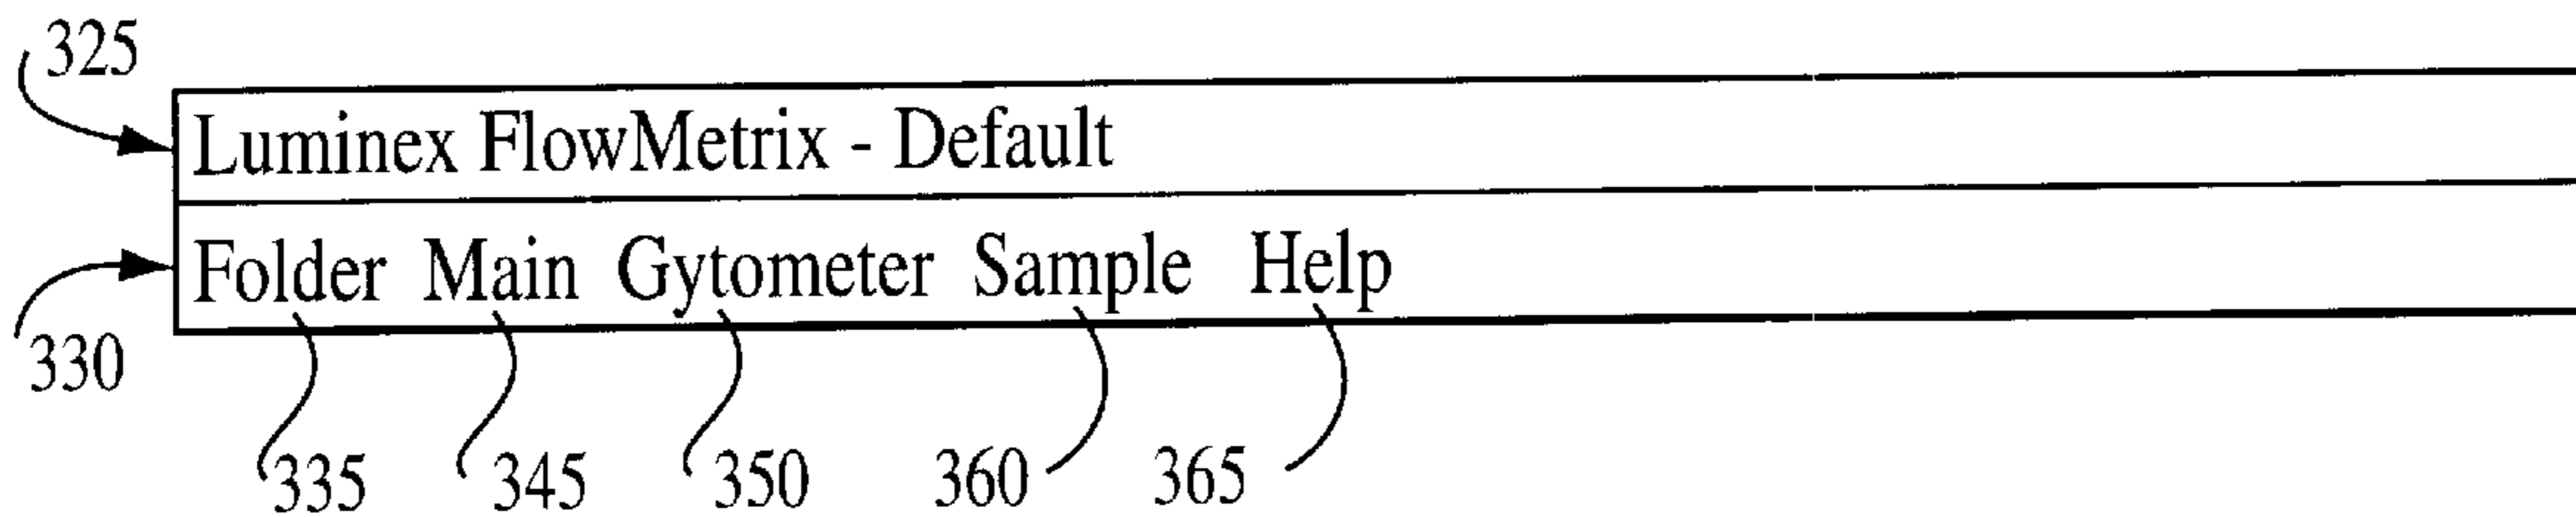 325
Luminex FlowMetrix - Default
Folder Main Gytometer Sample Help
330
335 345 350 360 365